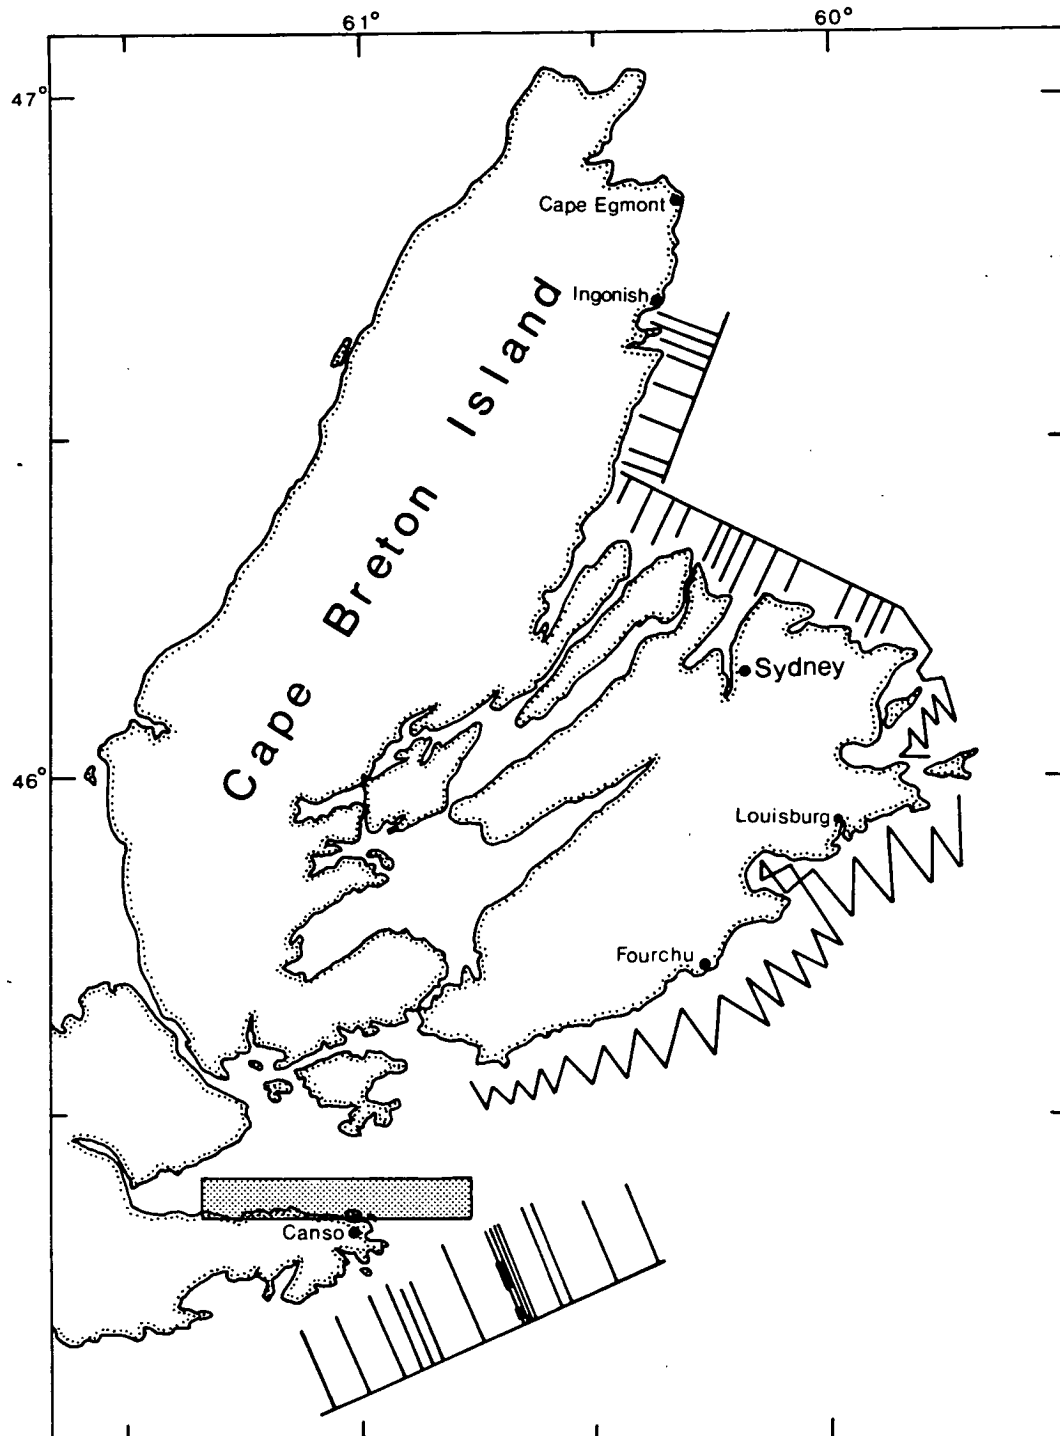 61° 60°
47°
Cape Egmont
Ingonish
Cape Breton Island
Sydney
46°
Louisburg
Fourchu
Canso